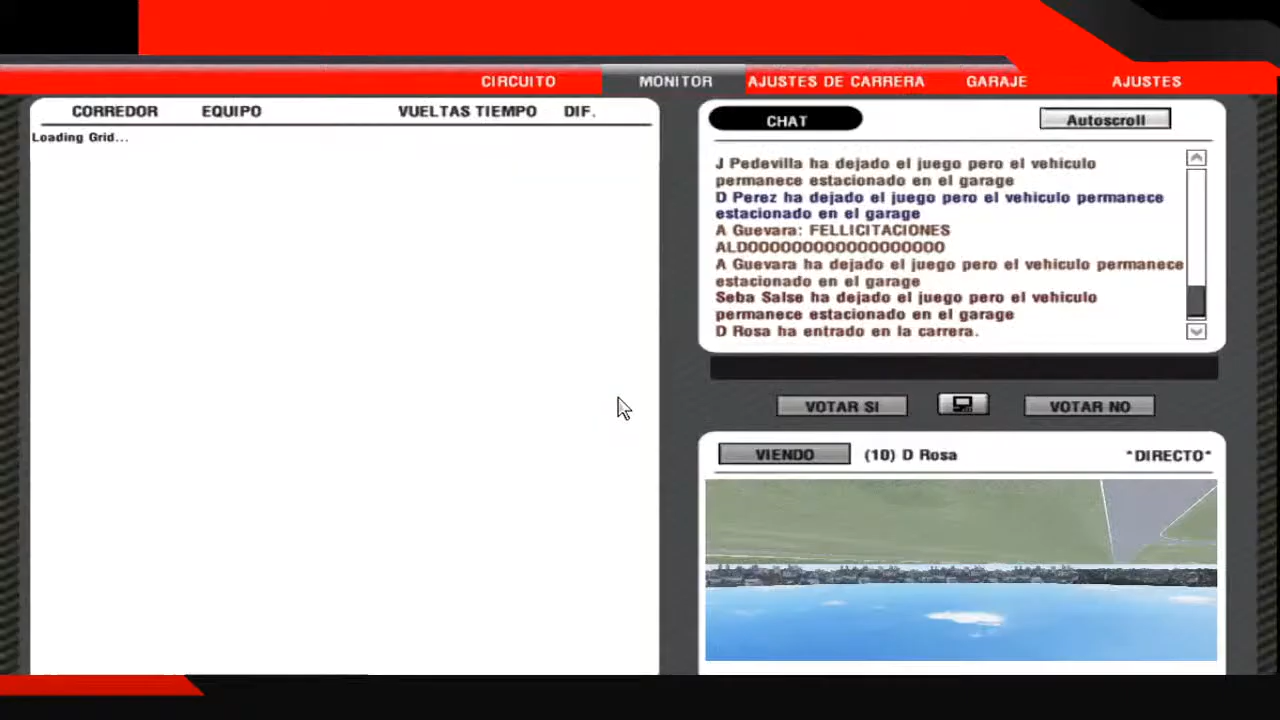 CIRCUITO MONITOR AJUSTES DE CARRERA GARAJE AJUSTES
CORREDOR EQUIPO VUELTAS TIEMPO DIF.
Loading Grid...
CHAT Autoscroll
J Pedevilla ha dejado el juego pero el vehiculo
permanece estacionado en el garage
D Perez ha dejado el juego pero el vehiculo permanece
estacionado en el garage
A Guevara: FELLICITACIONES
ALDOOOOOOOOOOOOOOOOOO
A Guevara ha dejado el juego pero el vehiculo permanece
estacionado en el garage
Seba Salse ha dejado el juego pero el vehiculo
permanece estacionado en el garage
D Rosa ha entrado en la carrera.
VOTAR SI VOTAR NO
VIENDO (10) D Rosa *DIRECTO*